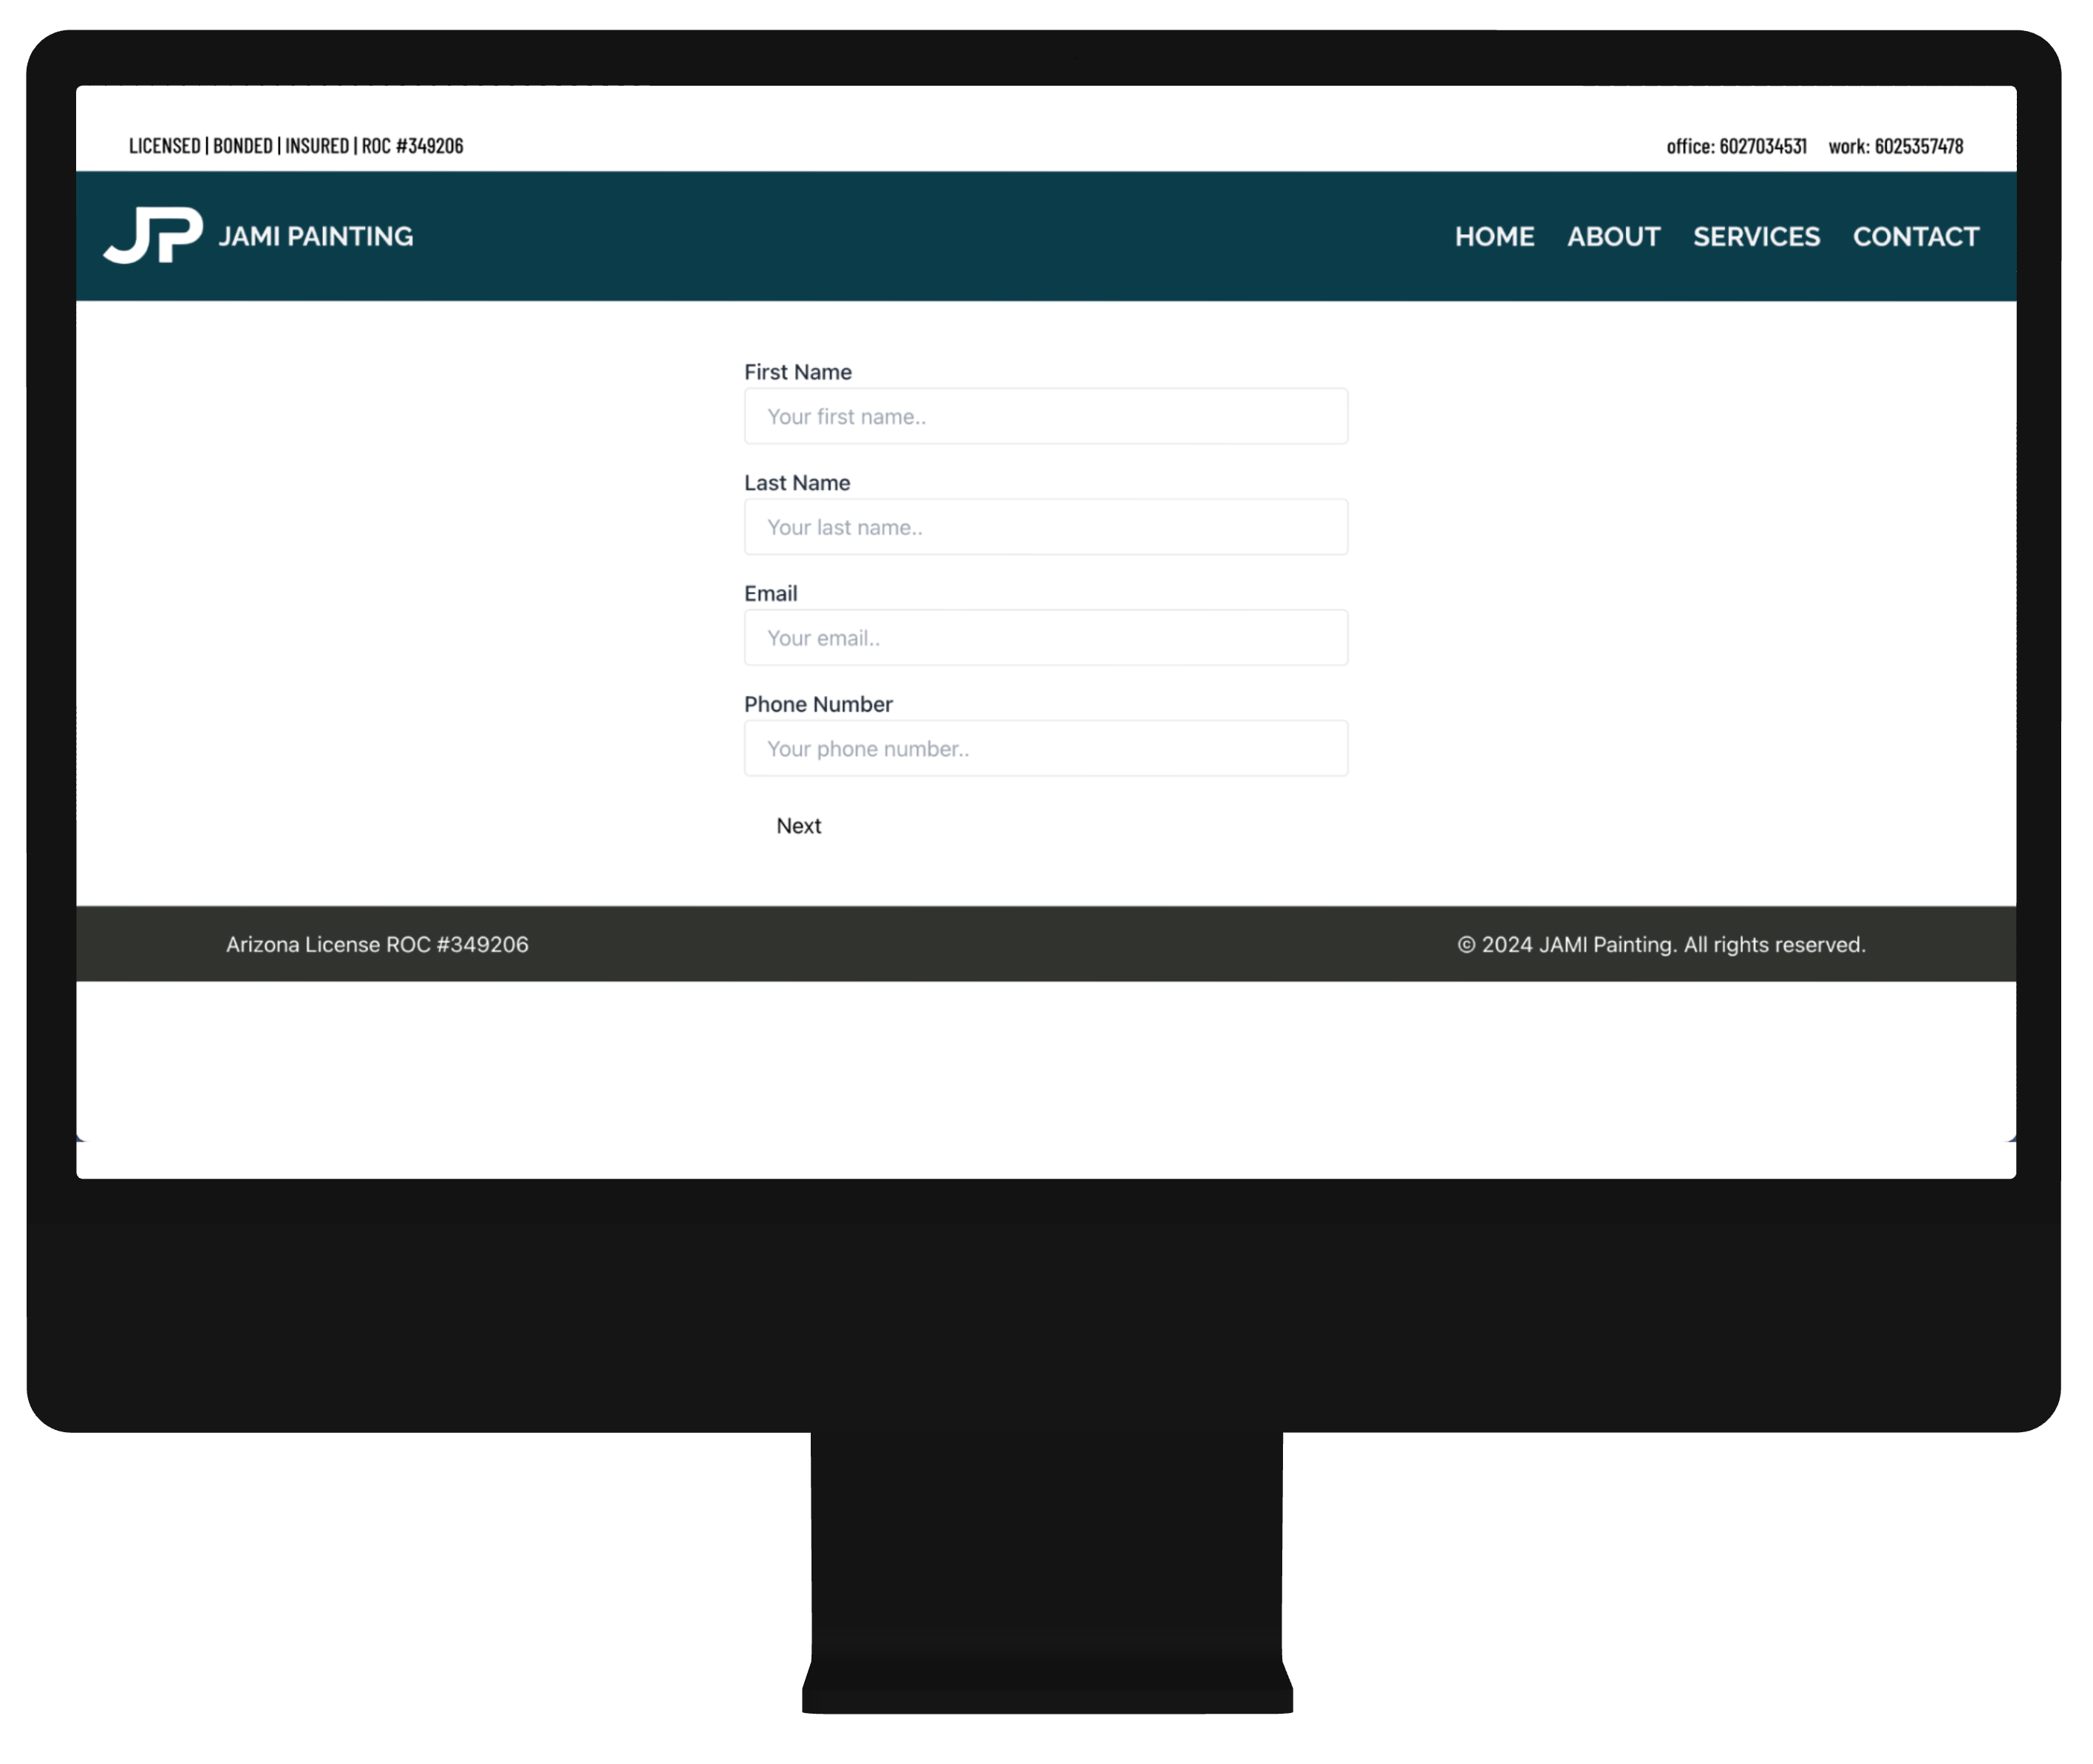 LICENSED | BONDED | INSURED | ROC #349206
office: 6027034531 work: 6025357478
JP JAMI PAINTING
HOME ABOUT SERVICES CONTACT
First Name
Your first name..
Last Name
Your last name..
Email
Your email..
Phone Number
Your phone number..
Next
Arizona License ROC #349206
© 2024 JAMI Painting. All rights reserved.